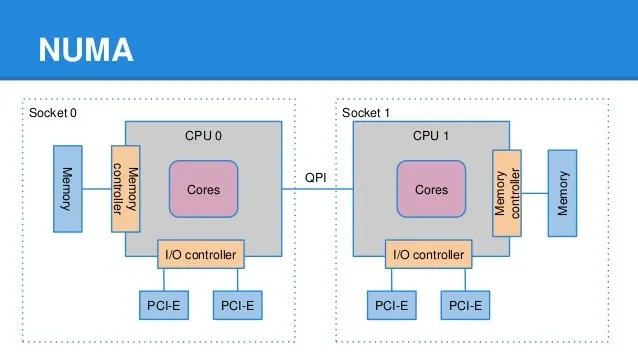 NUMA
Socket 0
Socket 1
CPU 0
CPU 1
Memory
Memory
controller
Cores
QPI
Cores
Memory
controller
Memory
I/O controller
I/O controller
PCI-E
PCI-E
PCI-E
PCI-E